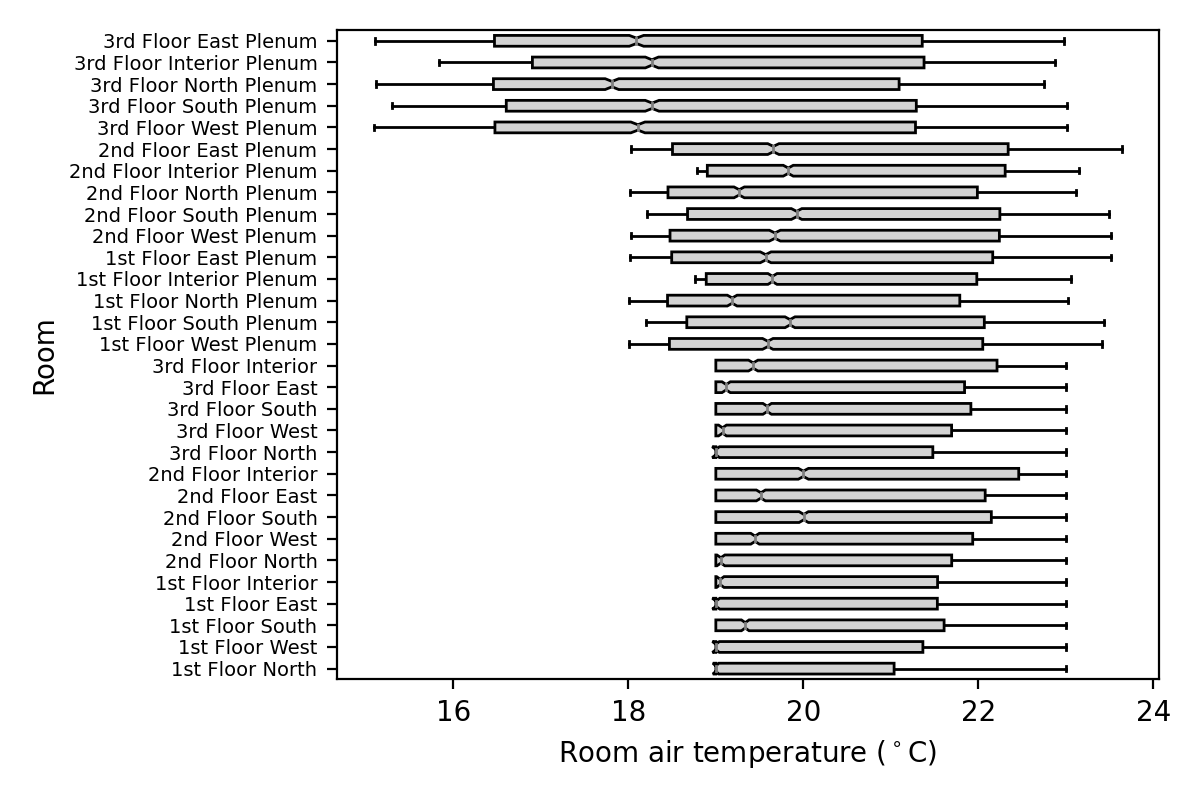 3rd Floor East Plenum
3rd Floor Interior Plenum
3rd Floor North Plenum
3rd Floor South Plenum
3rd Floor West Plenum
2nd Floor East Plenum
2nd Floor Interior Plenum
2nd Floor North Plenum
2nd Floor South Plenum
2nd Floor West Plenum
1st Floor East Plenum
1st Floor Interior Plenum
1st Floor North Plenum
1st Floor South Plenum
1st Floor West Plenum
3rd Floor Interior
3rd Floor East
3rd Floor South
3rd Floor West
3rd Floor North
2nd Floor Interior
2nd Floor East
2nd Floor South
2nd Floor West
2nd Floor North
1st Floor Interior
1st Floor East
1st Floor South
1st Floor West
1st Floor North
Room
16 18 20 22 24
Room air temperature (°C)